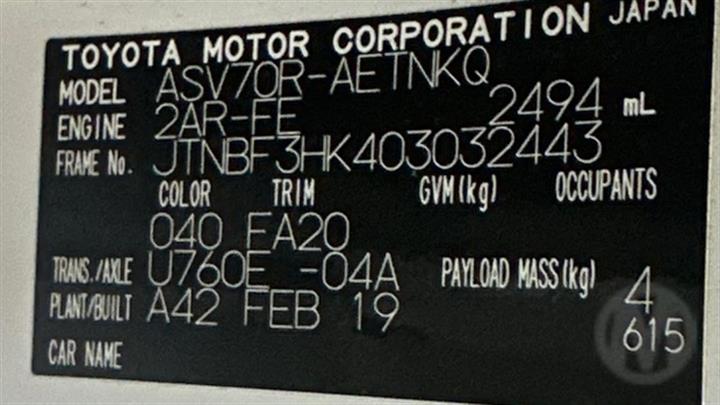 TOYOTA MOTOR CORPORATION JAPAN
MODEL ASV70R-AETNKQ
ENGINE 2AR-FE 2494 mL
FRAME No. JTNBF3HK403032443
COLOR TRIM GVM(kg) OCCUPANTS
040 FA20
TRANS./AXLE U760E -04A PAYLOAD MASS(kg) 4
PLANT/BUILT A42 FEB 19 615
CAR NAME